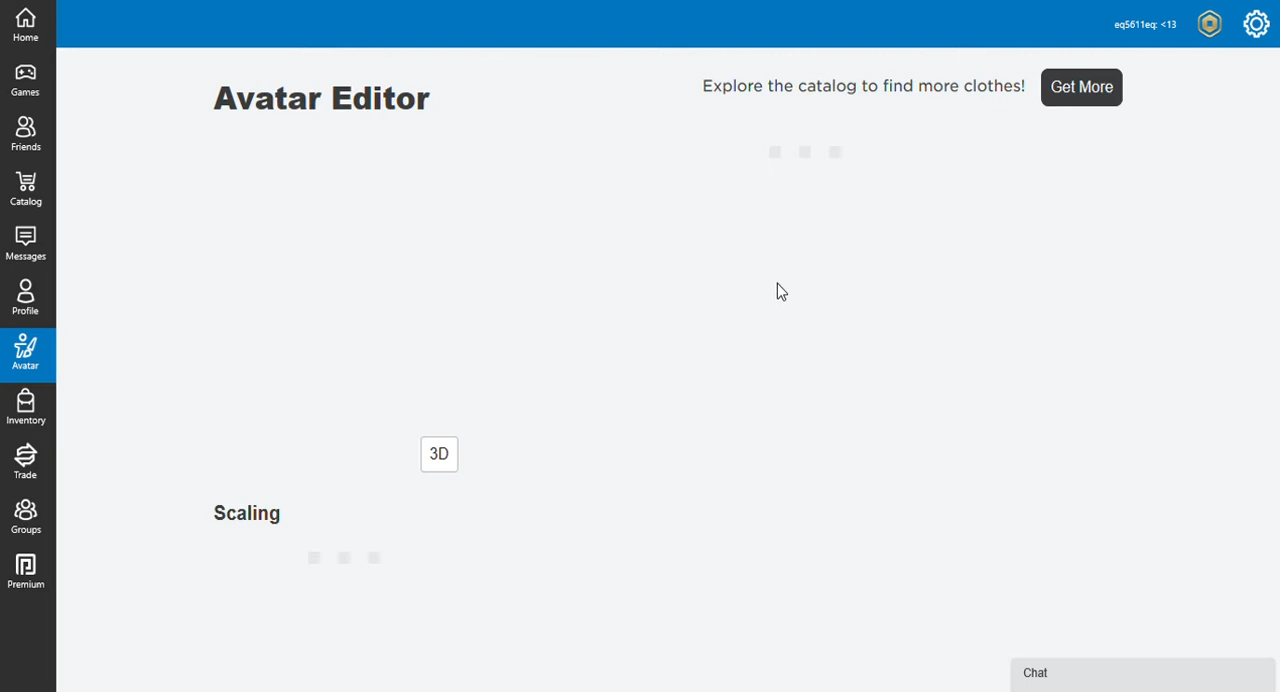 Home
Games
Friends
Catalog
Messages
Profile
Avatar
Inventory
Trade
Groups
Premium
eq5611eq: <13
Avatar Editor
Explore the catalog to find more clothes!
Get More
3D
Scaling
Chat